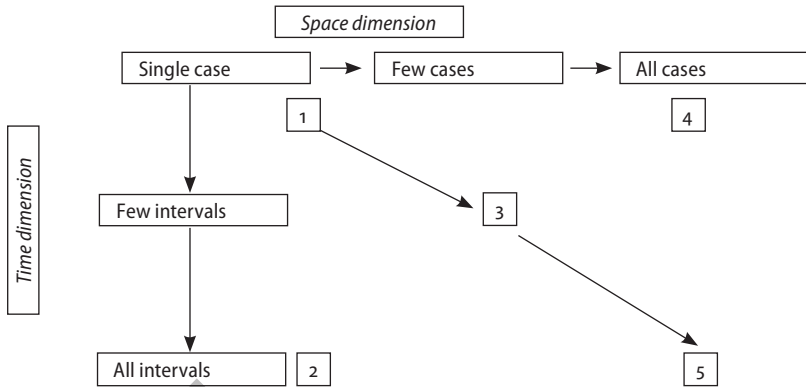 Space dimension
Single case
Few cases
All cases
1
4
Time dimension
Few intervals
3
All intervals
2
5